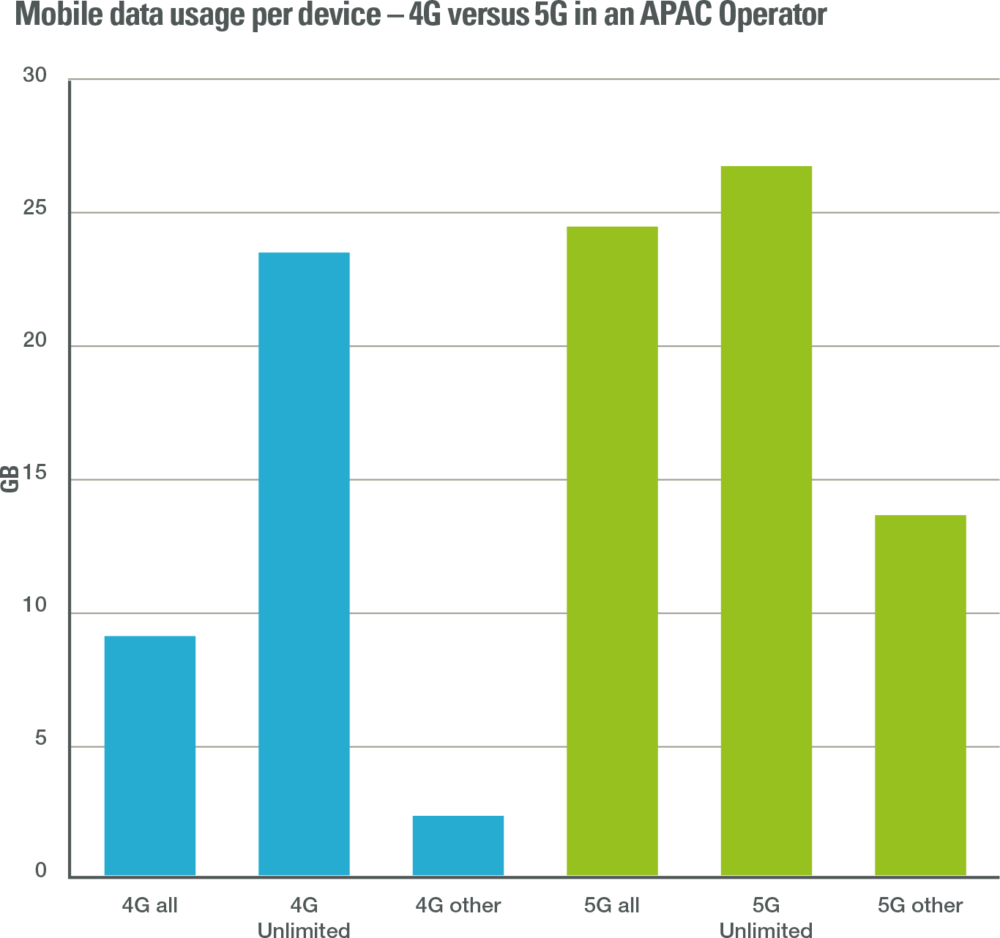 Mobile data usage per device – 4G versus 5G in an APAC Operator
30
25
20
15
10
5
0
GB
4G all
4G
Unlimited
4G other
5G all
5G
Unlimited
5G other